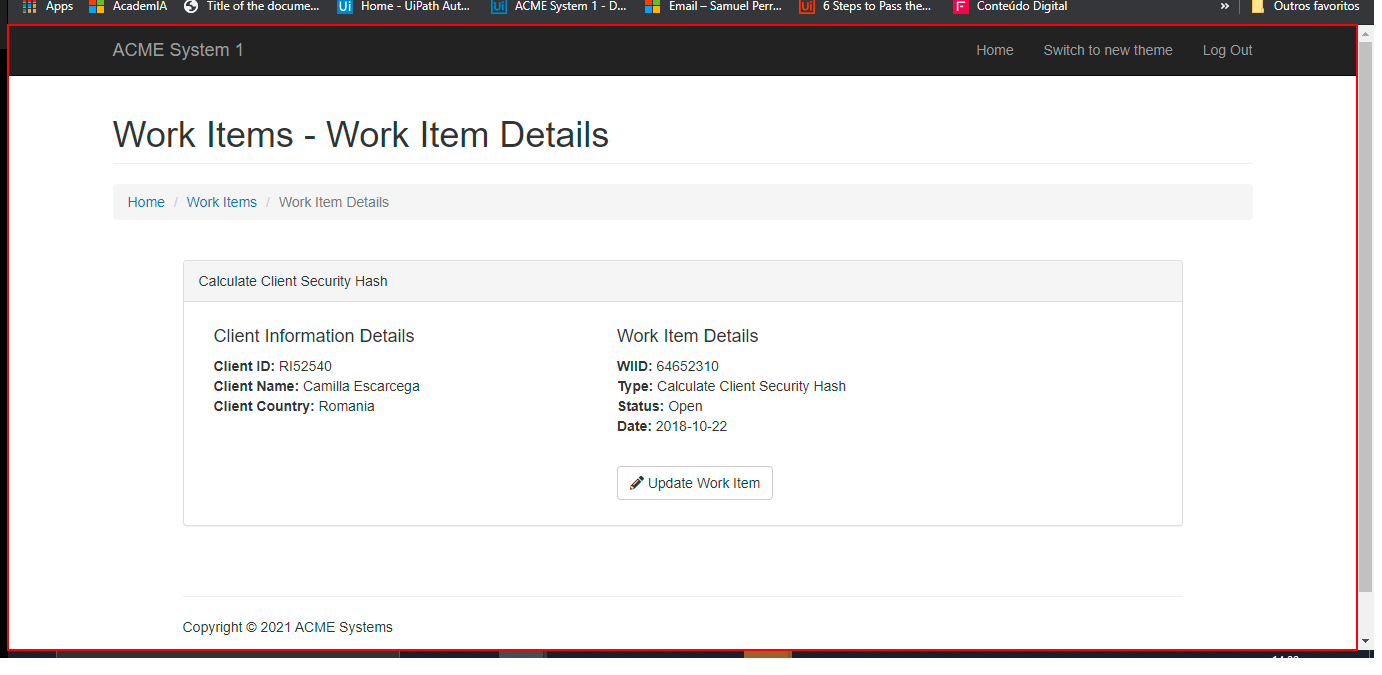 Apps AcademIA Title of the docume... Home - UiPath Aut... ACME System 1 - D... Email – Samuel Perr... 6 Steps to Pass the... Conteúdo Digital » Outros favoritos
ACME System 1 Home Switch to new theme Log Out
Work Items - Work Item Details
Home / Work Items / Work Item Details
Calculate Client Security Hash
Client Information Details
Client ID: RI52540
Client Name: Camilla Escarcega
Client Country: Romania
Work Item Details
WIID: 64652310
Type: Calculate Client Security Hash
Status: Open
Date: 2018-10-22
Update Work Item
Copyright © 2021 ACME Systems